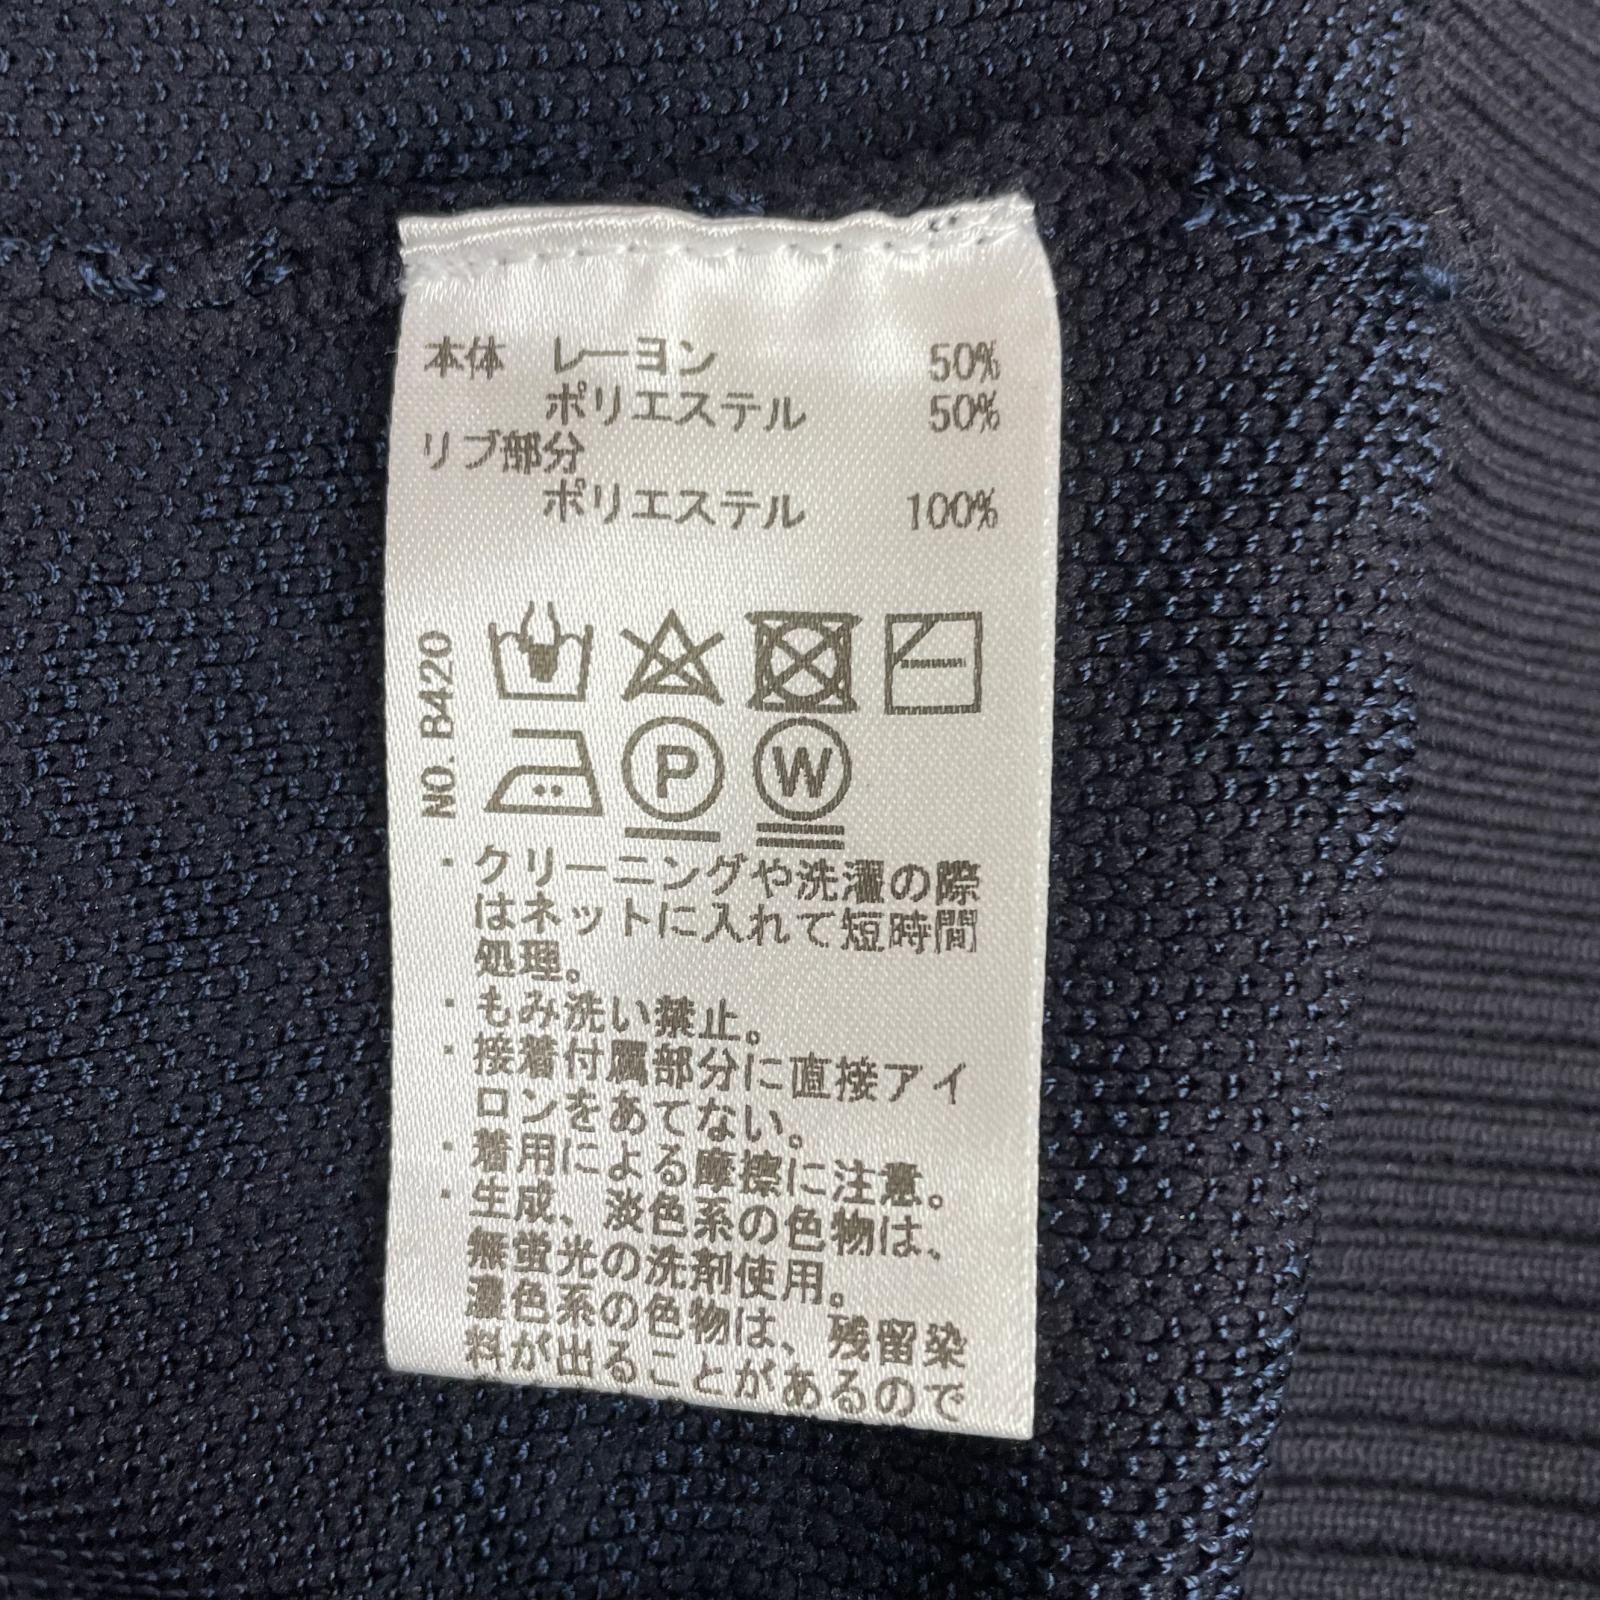 本体 レーヨン 50%
ポリエステル 50%
リブ部分
ポリエステル 100%
NO. B420
P W
・クリーニングや洗濯の際
はネットに入れて短時間
処理。
・もみ洗い禁止。
・接着付属部分に直接アイ
ロンをあてない。
・着用による摩擦に注意。
・生成、淡色系の色物は、
無蛍光の洗剤使用。
濃色系の色物は、残留染
料が出ることがあるので